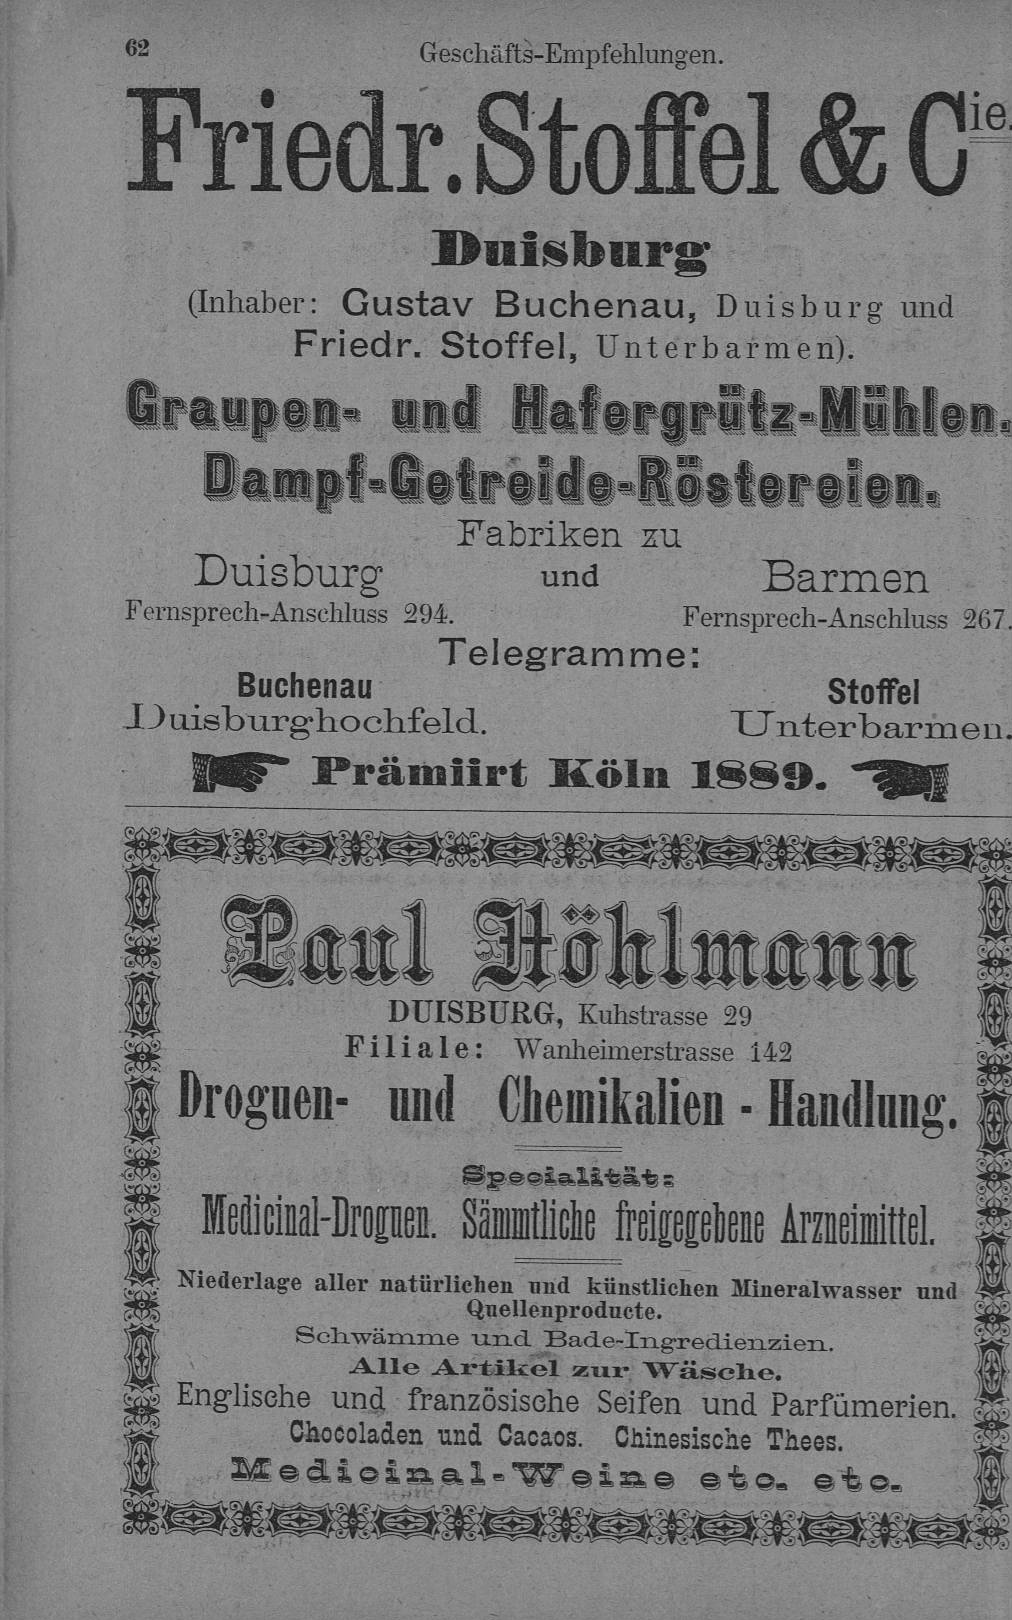 62
Geschäfts-Empfehlungen.
Friedr. Stoffel & Cie.
Duisburg
(Inhaber: Gustav Buchenau, Duisburg und
Friedr. Stoffel, Unterbarmen).
Graupen- und Hafergrütz-Mühlen.
Dampf-Getreide-Röstereien.
Fabriken zu
Duisburg und Barmen
Fernsprech-Anschluss 294. Fernsprech-Anschluss 267.
Telegramme:
Buchenau Stoffel
Duisburghochfeld. Unterbarmen.
Prämiirt Köln 1889.
Paul Höhlmann
DUISBURG, Kuhstrasse 29
Filiale: Wanheimerstrasse 142
Droguen- und Chemikalien - Handlung.
Specialität:
Medicinal-Droguen. Sämmtliche freigegebene Arzneimittel.
Niederlage aller natürlichen und künstlichen Mineralwasser und
Quellenproducte.
Schwämme und Bade-Ingredienzien.
Alle Artikel zur Wäsche.
Englische und französische Seifen und Parfümerien.
Chocoladen und Cacaos. Chinesische Thees.
Medicinal-Weine etc. etc.